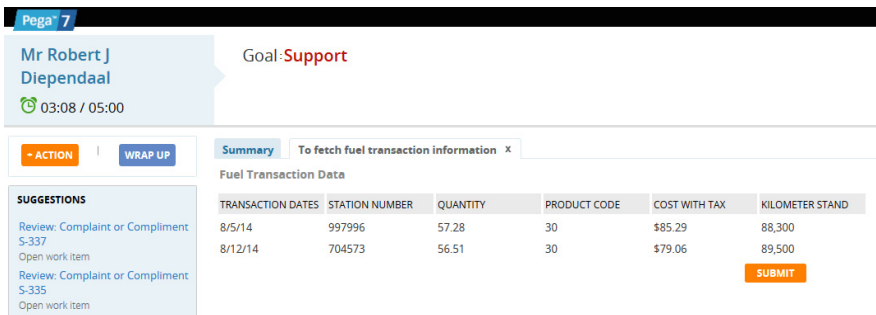 Pega 7
Mr Robert J
Diependaal
03:08 / 05:00
Goal:Support
ACTION | WRAP UP
SUGGESTIONS
Review: Complaint or Compliment
S-337
Open work item
Review: Complaint or Compliment
S-335
Open work item
Summary To fetch fuel transaction information x
Fuel Transaction Data
TRANSACTION DATES STATION NUMBER QUANTITY PRODUCT CODE COST WITH TAX KILOMETER STAND
8/5/14 997996 57.28 30 $85.29 88,300
8/12/14 704573 56.51 30 $79.06 89,500
SUBMIT